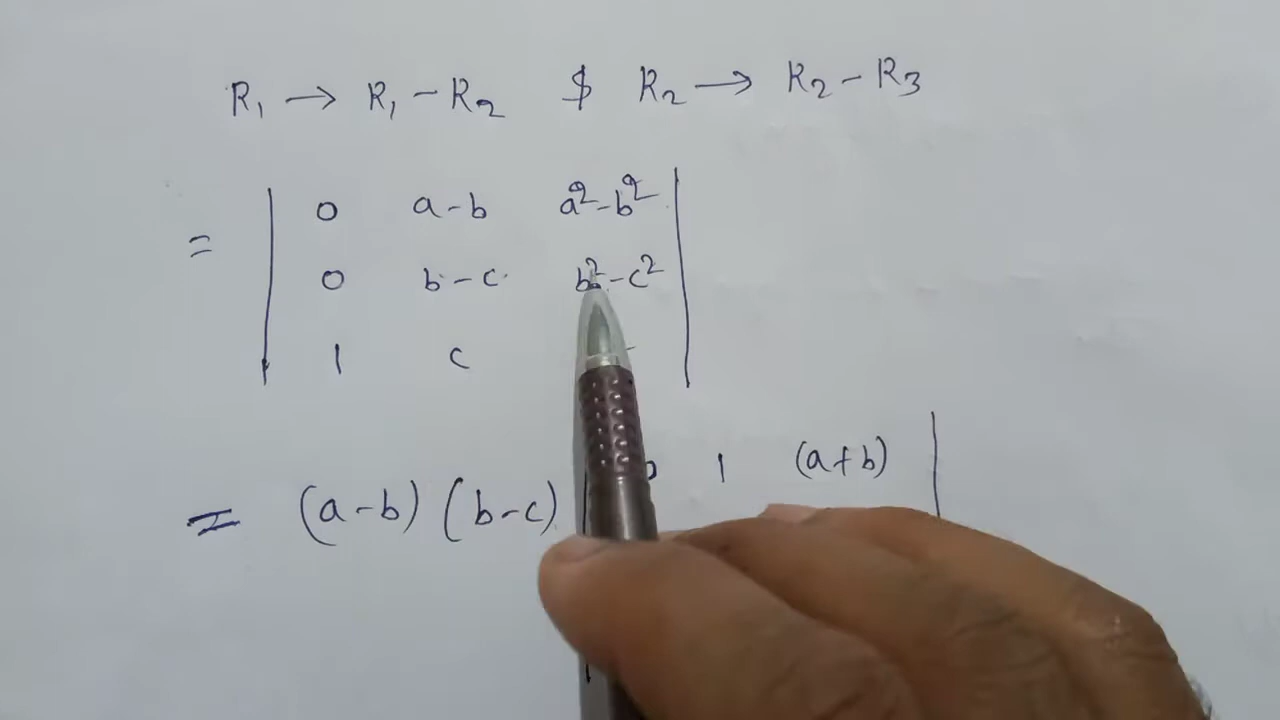 R₁ → R₁ - R₂ $ R₂ → R₂ - R₃
0 a-b a²-b²
= 0 b-c b²-c²
1 c
= (a-b) (b-c) 1 (a+b)